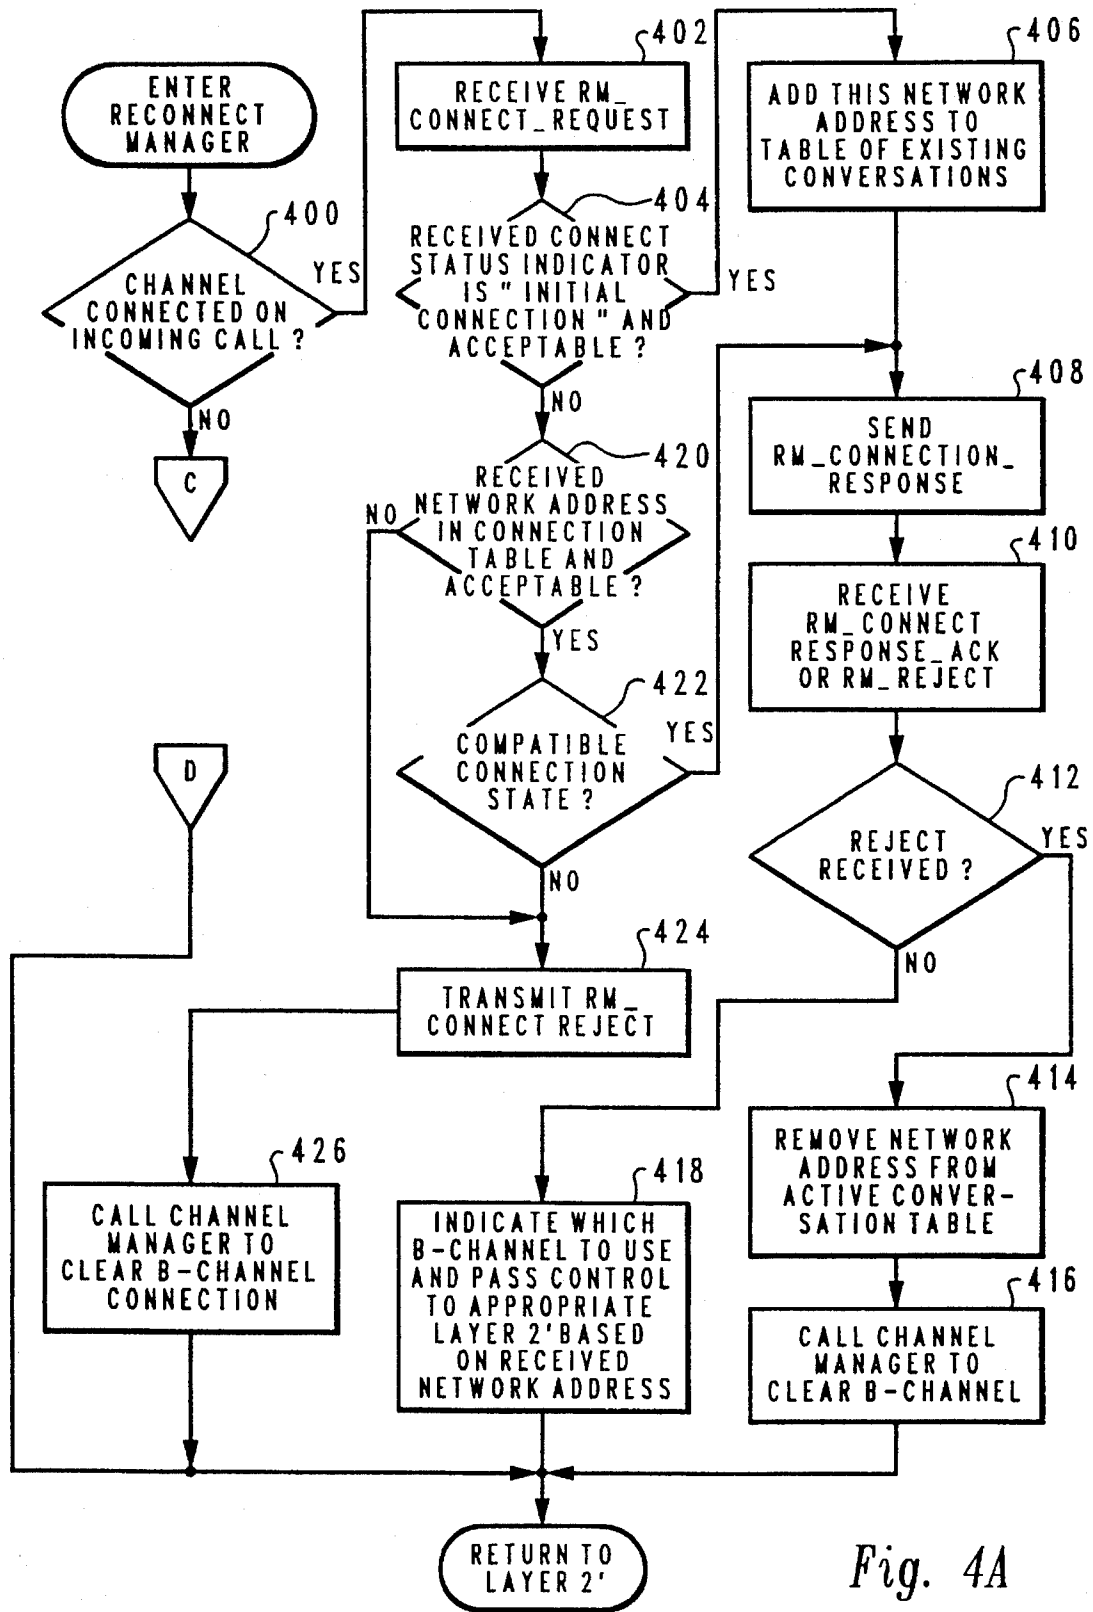 ENTER
RECONNECT
MANAGER
400
CHANNEL
CONNECTED ON
INCOMING CALL ?
YES
NO
C
402
RECEIVE RM_
CONNECT_REQUEST
404
RECEIVED CONNECT
STATUS INDICATOR
IS " INITIAL
CONNECTION " AND
ACCEPTABLE ?
YES
NO
406
ADD THIS NETWORK
ADDRESS TO
TABLE OF EXISTING
CONVERSATIONS
408
SEND
RM_CONNECTION_
RESPONSE
420
RECEIVED
NETWORK ADDRESS
IN CONNECTION
TABLE AND
ACCEPTABLE ?
NO
YES
410
RECEIVE
RM_CONNECT
RESPONSE_ACK
OR RM_REJECT
422
COMPATIBLE
CONNECTION
STATE ?
YES
NO
D
412
REJECT
RECEIVED ?
YES
NO
424
TRANSMIT RM_
CONNECT REJECT
414
REMOVE NETWORK
ADDRESS FROM
ACTIVE CONVER-
SATION TABLE
426
CALL CHANNEL
MANAGER TO
CLEAR B-CHANNEL
CONNECTION
418
INDICATE WHICH
B-CHANNEL TO USE
AND PASS CONTROL
TO APPROPRIATE
LAYER 2' BASED
ON RECEIVED
NETWORK ADDRESS
416
CALL CHANNEL
MANAGER TO
CLEAR B-CHANNEL
RETURN TO
LAYER 2'
Fig. 4A